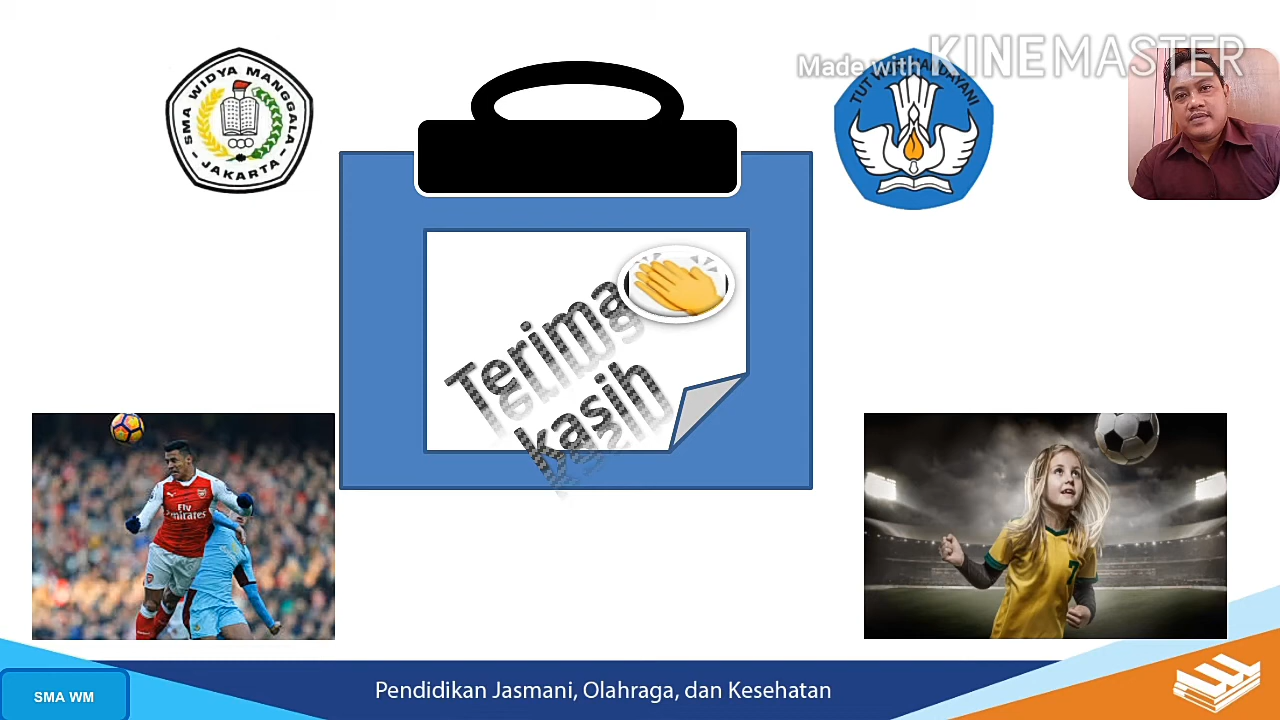 Made with KINEMASTER
SMA WIDYA MANGGALA
- JAKARTA -
TUT WURI HANDAYANI
Terima
kasih
Fly
Emirates
7
SMA WM
Pendidikan Jasmani, Olahraga, dan Kesehatan